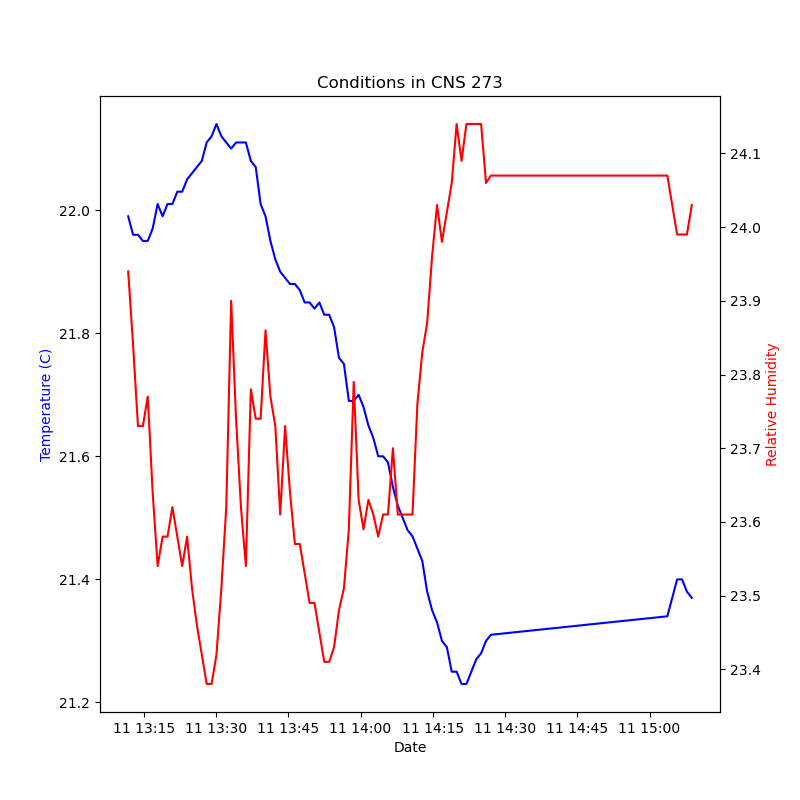 Conditions in CNS 273
22.0
21.8
21.6
21.4
21.2
Temperature (C)
24.1
24.0
23.9
23.8
23.7
23.6
23.5
23.4
Relative Humidity
11 13:15 11 13:30 11 13:45 11 14:00 11 14:15 11 14:30 11 14:45 11 15:00
Date